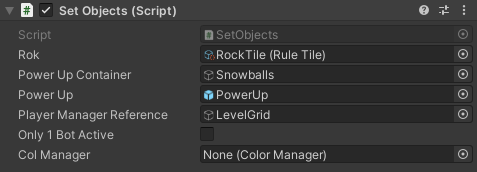 Set Objects (Script)
Script SetObjects
Rok RockTile (Rule Tile)
Power Up Container Snowballs
Power Up PowerUp
Player Manager Reference LevelGrid
Only 1 Bot Active
Col Manager None (Color Manager)